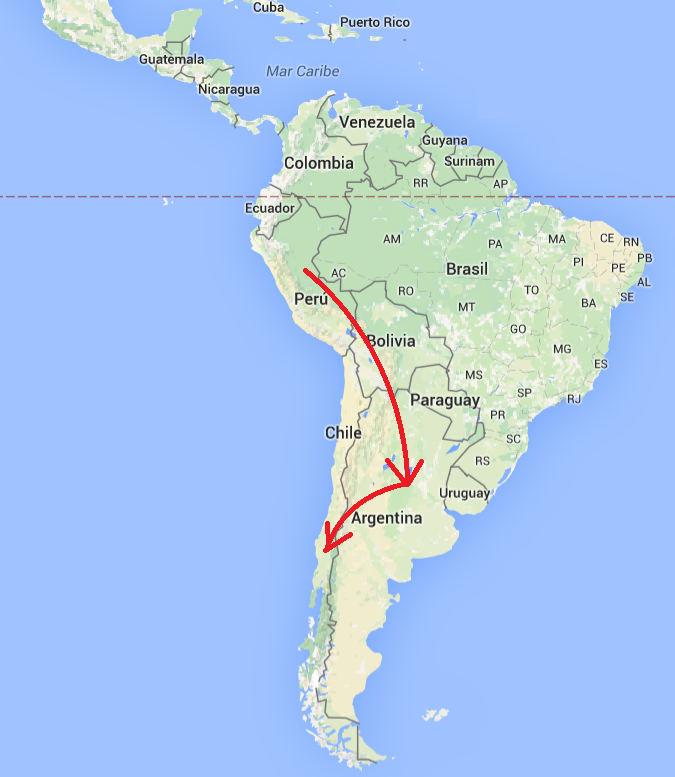 Cuba
Puerto Rico
Guatemala
Mar Caribe
Nicaragua
Venezuela
Guyana
Colombia
Surinam
RR
AP
Ecuador
AM
PA
MA
CE
RN
PB
PI
PE
AL
AC
Brasil
RO
TO
BA
SE
Perú
MT
GO
Bolivia
MG
ES
MS
SP
RJ
Paraguay
PR
Chile
SC
RS
Uruguay
Argentina